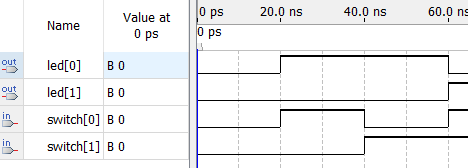 Name
Value at
0 ps
0 ps
20.0 ns
40.0 ns
60.0 ns
0 ps
out
led[0]
B 0
out
led[1]
B 0
in
switch[0]
B 0
in
switch[1]
B 0